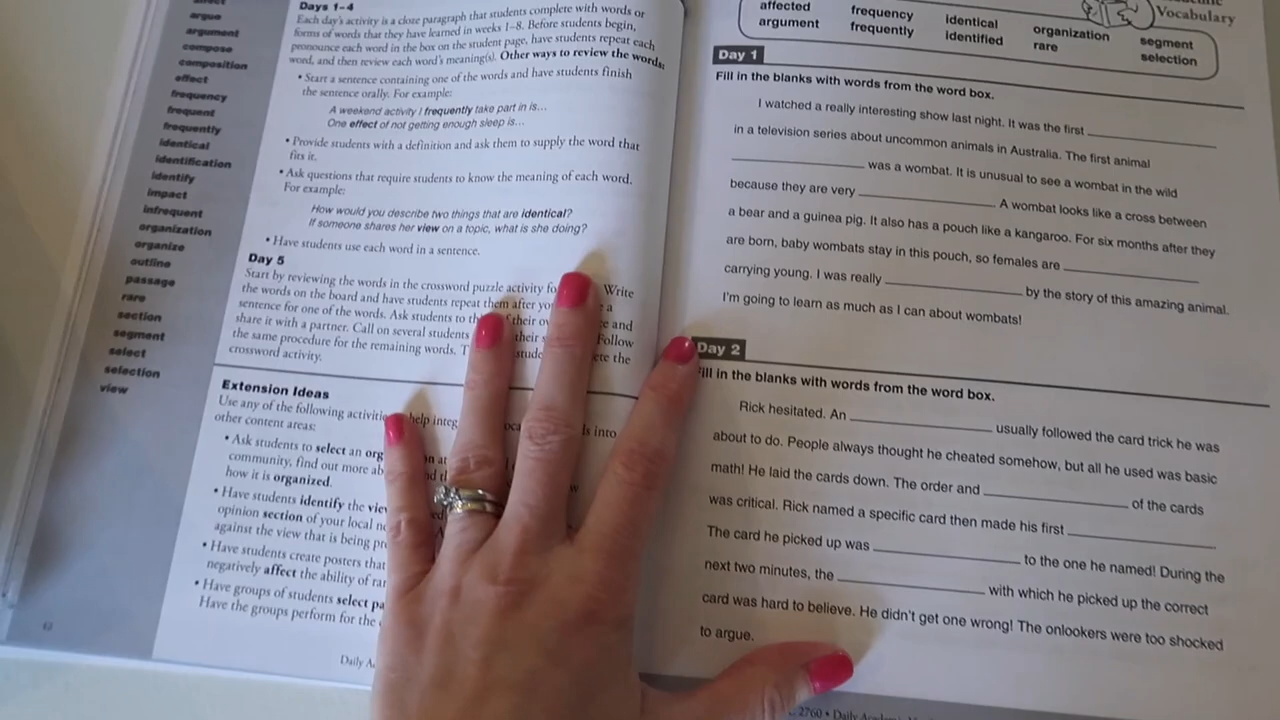 argue
argument
compose
composition
effect
frequency
frequent
frequently
identical
identification
identify
impact
infrequent
organization
organize
outline
passage
rare
section
segment
select
selection
view
Days 1–4
Each day's activity is a cloze paragraph that students complete with words or
forms of words that they have learned in weeks 1–8. Before students begin,
pronounce each word in the box on the student page, have students repeat each
word, and then review each word's meaning(s). Other ways to review the words:
• Start a sentence containing one of the words and have students finish
the sentence orally. For example:
A weekend activity I frequently take part in is...
One effect of not getting enough sleep is...
• Provide students with a definition and ask them to supply the word that
fits it.
• Ask questions that require students to know the meaning of each word.
For example:
How would you describe two things that are identical?
If someone shares her view on a topic, what is she doing?
• Have students use each word in a sentence.
Day 5
Start by reviewing the words in the crossword puzzle activity Write
the words on the board and have students repeat them after a
sentence for one of the words. Ask students to their and
share it with a partner. Call on several students their Follow
the same procedure for the remaining words. the
crossword activity.
Extension Ideas
Use any of the following help into
other content areas:
• Ask students to select an
community, find out more
how it is organized.
• Have students identify the
opinion section of your local
against the view that is being
• Have students create posters that
negatively affect the ability of
• Have groups of students select
Have the groups perform for the
62
Daily
Vocabulary
affected frequency identical organization segment
argument frequently identified rare selection
Day 1
Fill in the blanks with words from the word box.
I watched a really interesting show last night. It was the first
in a television series about uncommon animals in Australia. The first animal
was a wombat. It is unusual to see a wombat in the wild
because they are very A wombat looks like a cross between
a bear and a guinea pig. It also has a pouch like a kangaroo. For six months after they
are born, baby wombats stay in this pouch, so females are
carrying young. I was really by the story of this amazing animal.
I'm going to learn as much as I can about wombats!
Day 2
Fill in the blanks with words from the word box.
Rick hesitated. An usually followed the card trick he was
about to do. People always thought he cheated somehow, but all he used was basic
math! He laid the cards down. The order and of the cards
was critical. Rick named a specific card then made his first
The card he picked up was to the one he named! During the
next two minutes, the with which he picked up the correct
card was hard to believe. He didn't get one wrong! The onlookers were too shocked
to argue.
2760 • Daily